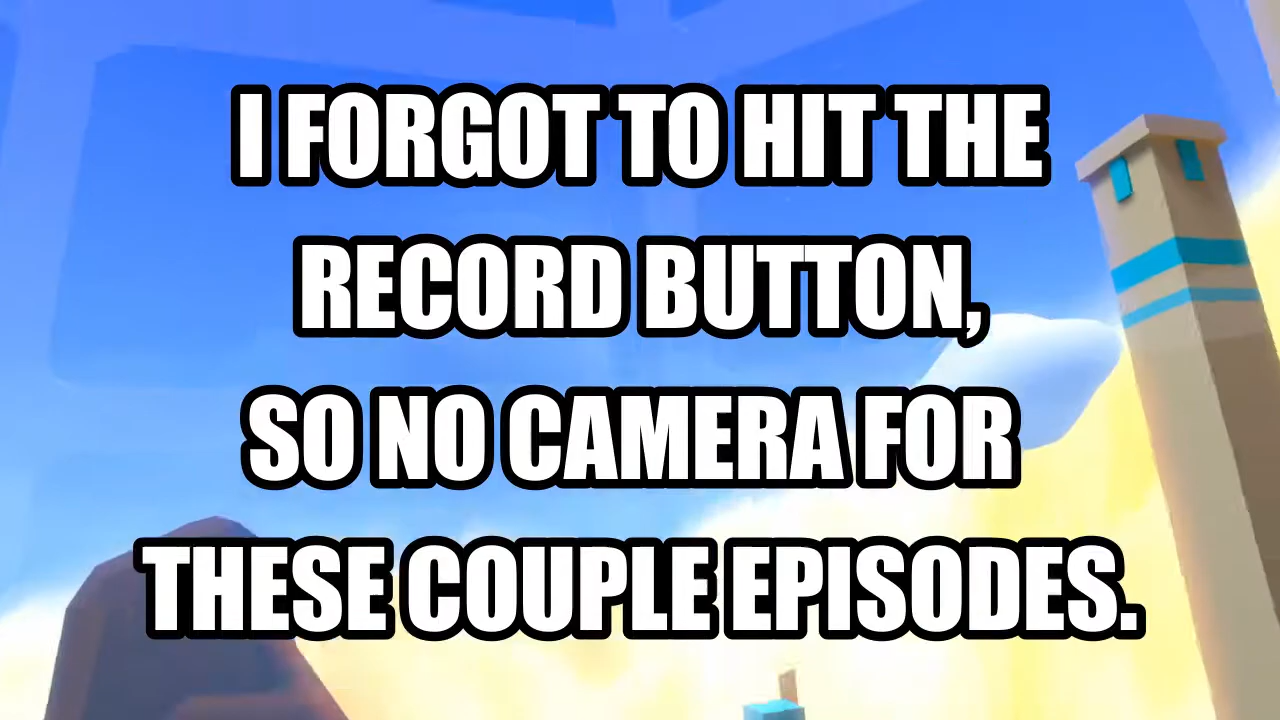 I FORGOT TO HIT THE
RECORD BUTTON,
SO NO CAMERA FOR
THESE COUPLE EPISODES.